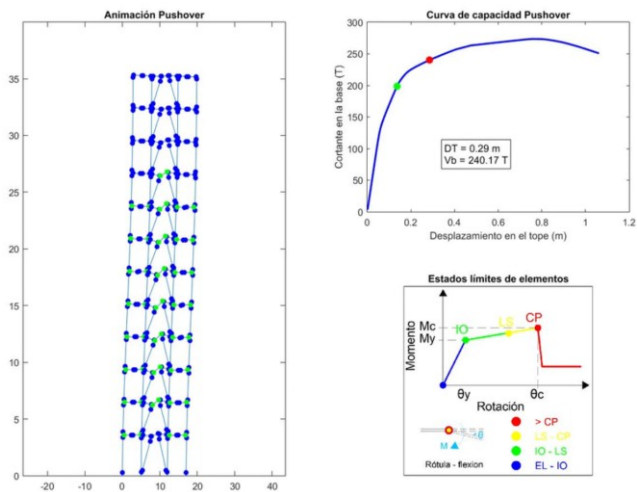 Animación Pushover
35
30
25
20
15
10
5
0
-20
0
20
40
Curva de capacidad Pushover
Cortante en la base (T)
300
250
200
150
100
50
0
DT = 0.29 m
Vb = 240.17 T
0
0.2
0.4
0.6
0.8
1
1.2
Desplazamiento en el tope (m)
Estados límites de elementos
Momento
Mc
My
IO
LS
CP
θy
θc
Rotación
M
θ
Rótula - flexion
> CP
LS - CP
IO - LS
EL - IO